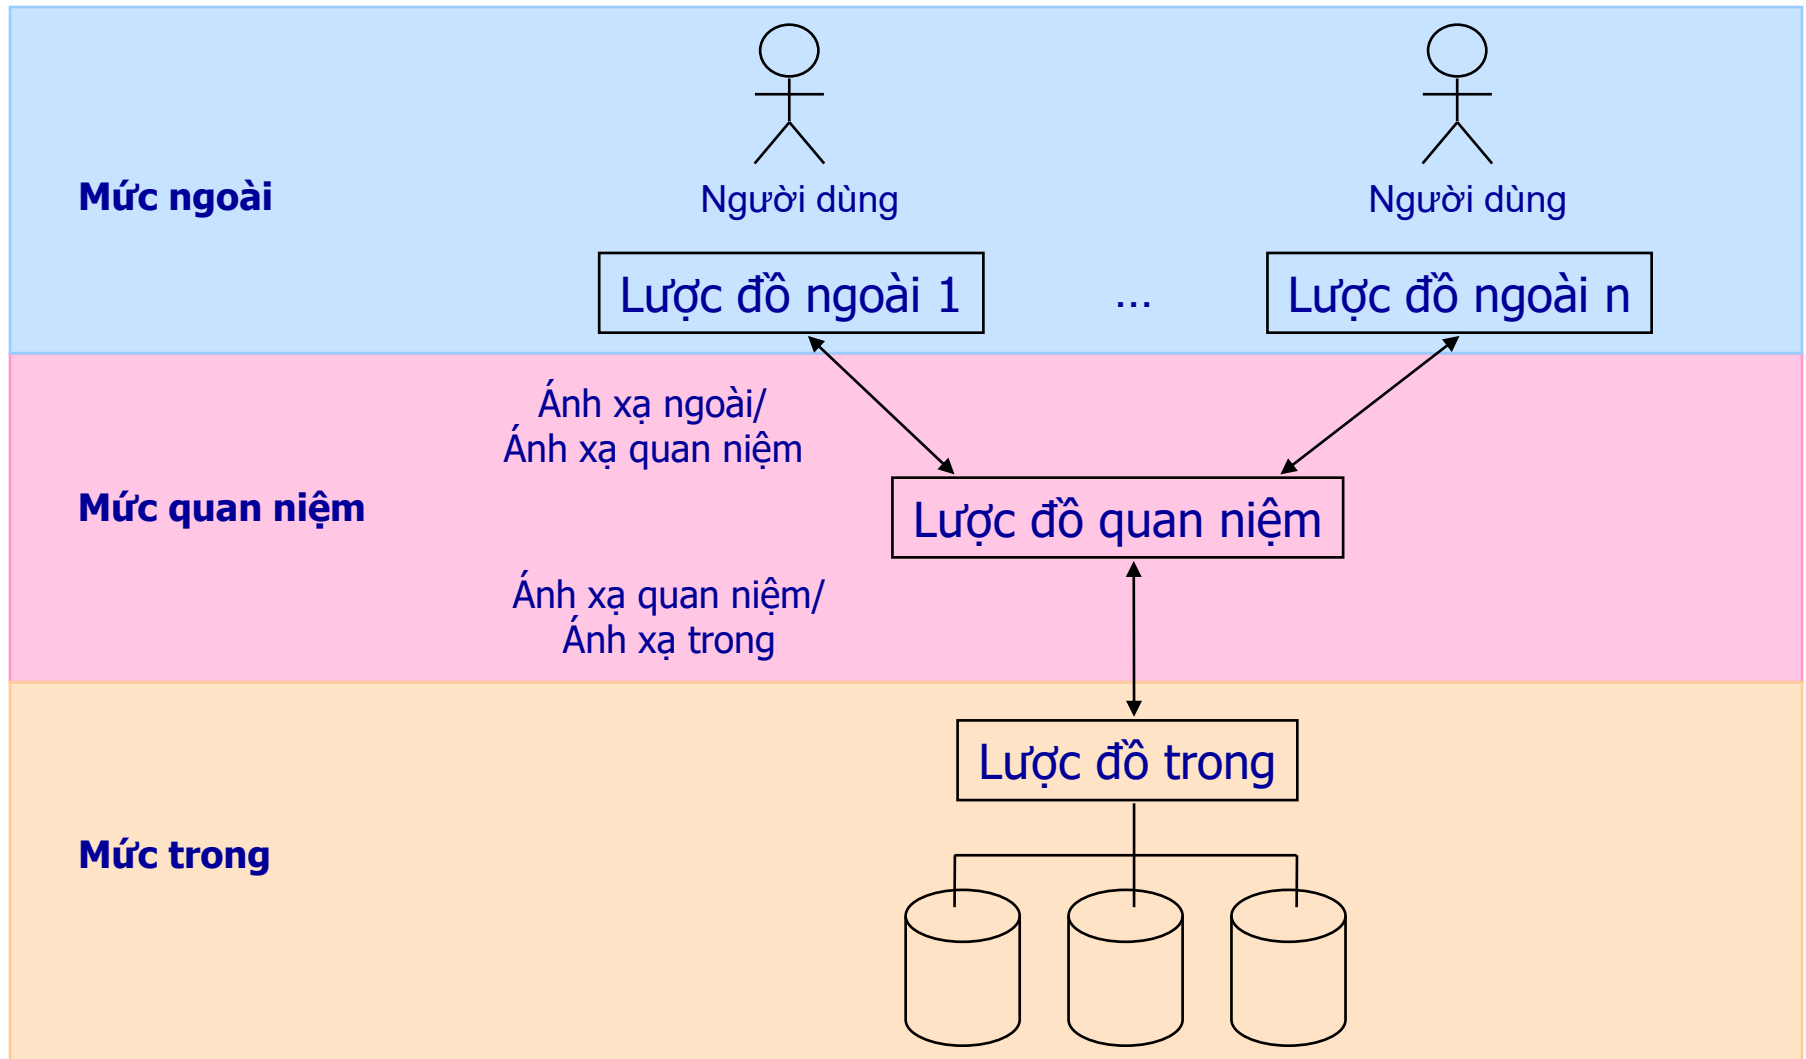 Mức ngoài
Người dùng
Người dùng
Lược đồ ngoài 1
...
Lược đồ ngoài n
Ánh xạ ngoài/
Ánh xạ quan niệm
Mức quan niệm
Lược đồ quan niệm
Ánh xạ quan niệm/
Ánh xạ trong
Lược đồ trong
Mức trong